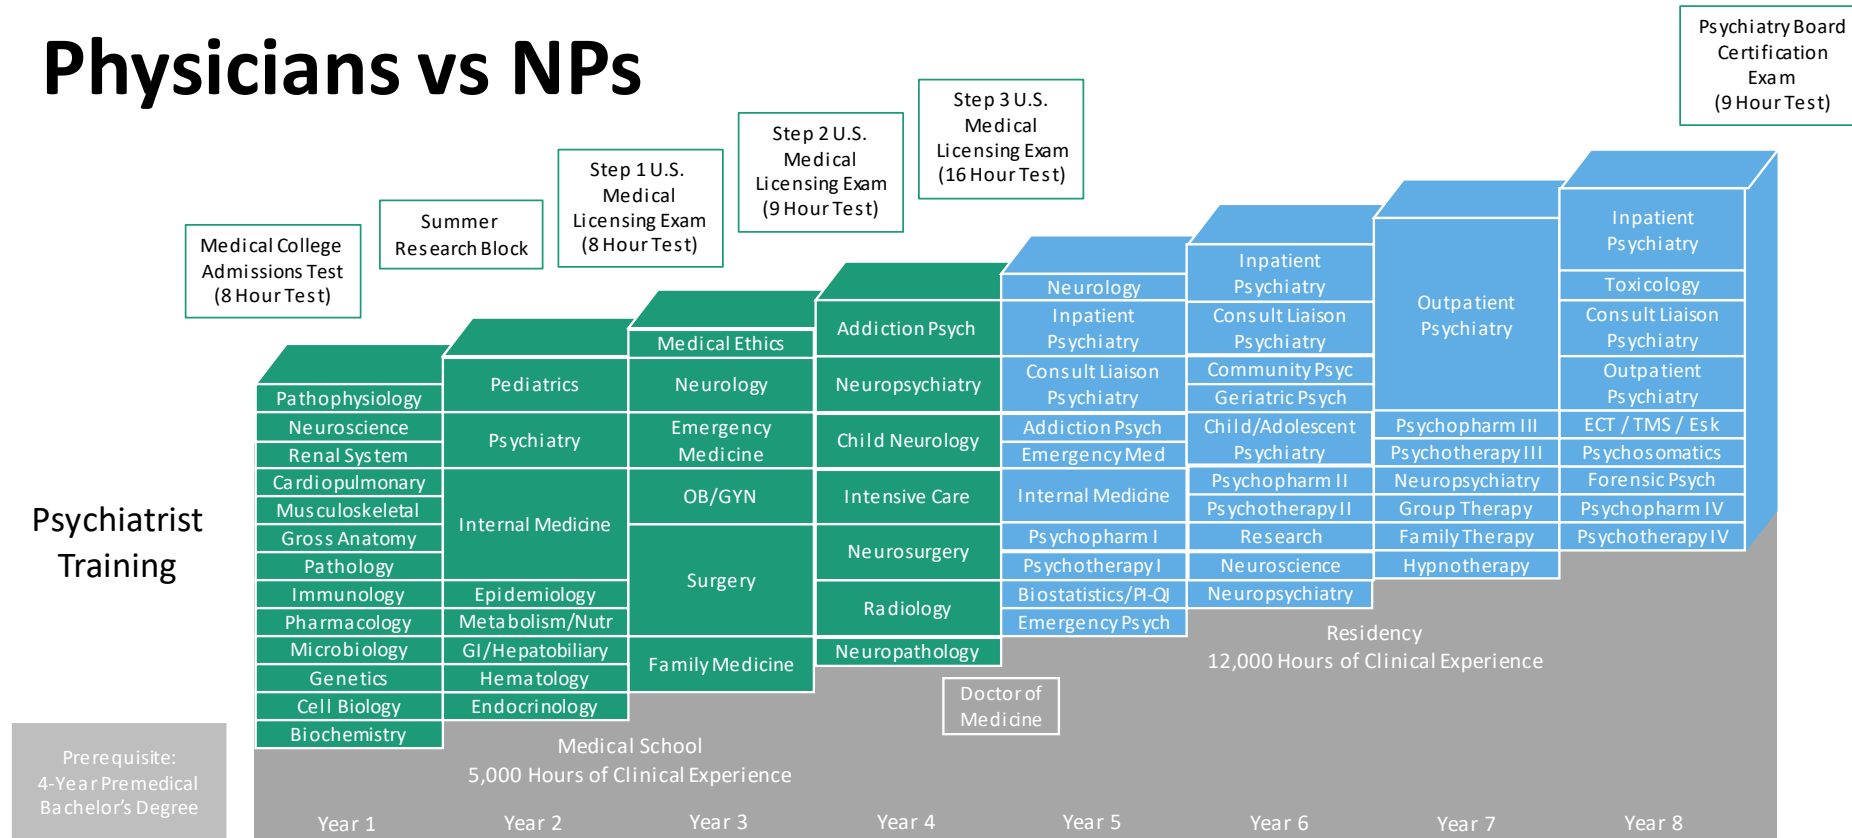 Physicians vs NPs
Psychiatry Board
Certification
Exam
(9 Hour Test)
Step 3 U.S.
Medical
Licensing Exam
(16 Hour Test)
Step 2 U.S.
Medical
Licensing Exam
(9 Hour Test)
Step 1 U.S.
Medical
Licensing Exam
(8 Hour Test)
Summer
Research Block
Medical College
Admissions Test
(8 Hour Test)
Psychiatrist
Training
Prerequisite:
4-Year Premedical
Bachelor's Degree
Pathophysiology
Neuroscience
Renal System
Cardiopulmonary
Musculoskeletal
Gross Anatomy
Pathology
Immunology
Pharmacology
Microbiology
Genetics
Cell Biology
Biochemistry
Pediatrics
Psychiatry
Internal Medicine
Epidemiology
Metabolism/Nutr
GI/Hepatobiliary
Hematology
Endocrinology
Medical Ethics
Neurology
Emergency
Medicine
OB/GYN
Surgery
Family Medicine
Addiction Psych
Neuropsychiatry
Child Neurology
Intensive Care
Neurosurgery
Radiology
Neuropathology
Neurology
Inpatient
Psychiatry
Consult Liaison
Psychiatry
Addiction Psych
Emergency Med
Internal Medicine
Psychopharm I
Psychotherapy I
Biostatistics/PI-QI
Emergency Psych
Inpatient
Psychiatry
Consult Liaison
Psychiatry
Community Psyc
Geriatric Psych
Child/Adolescent
Psychiatry
Psychopharm II
Psychotherapy II
Research
Neuroscience
Neuropsychiatry
Outpatient
Psychiatry
Psychopharm III
Psychotherapy III
Neuropsychiatry
Group Therapy
Family Therapy
Hypnotherapy
Inpatient
Psychiatry
Toxicology
Consult Liaison
Psychiatry
Outpatient
Psychiatry
ECT / TMS / Esk
Psychosomatics
Forensic Psych
Psychopharm IV
Psychotherapy IV
Medical School
5,000 Hours of Clinical Experience
Doctor of
Medicine
Residency
12,000 Hours of Clinical Experience
Year 1
Year 2
Year 3
Year 4
Year 5
Year 6
Year 7
Year 8